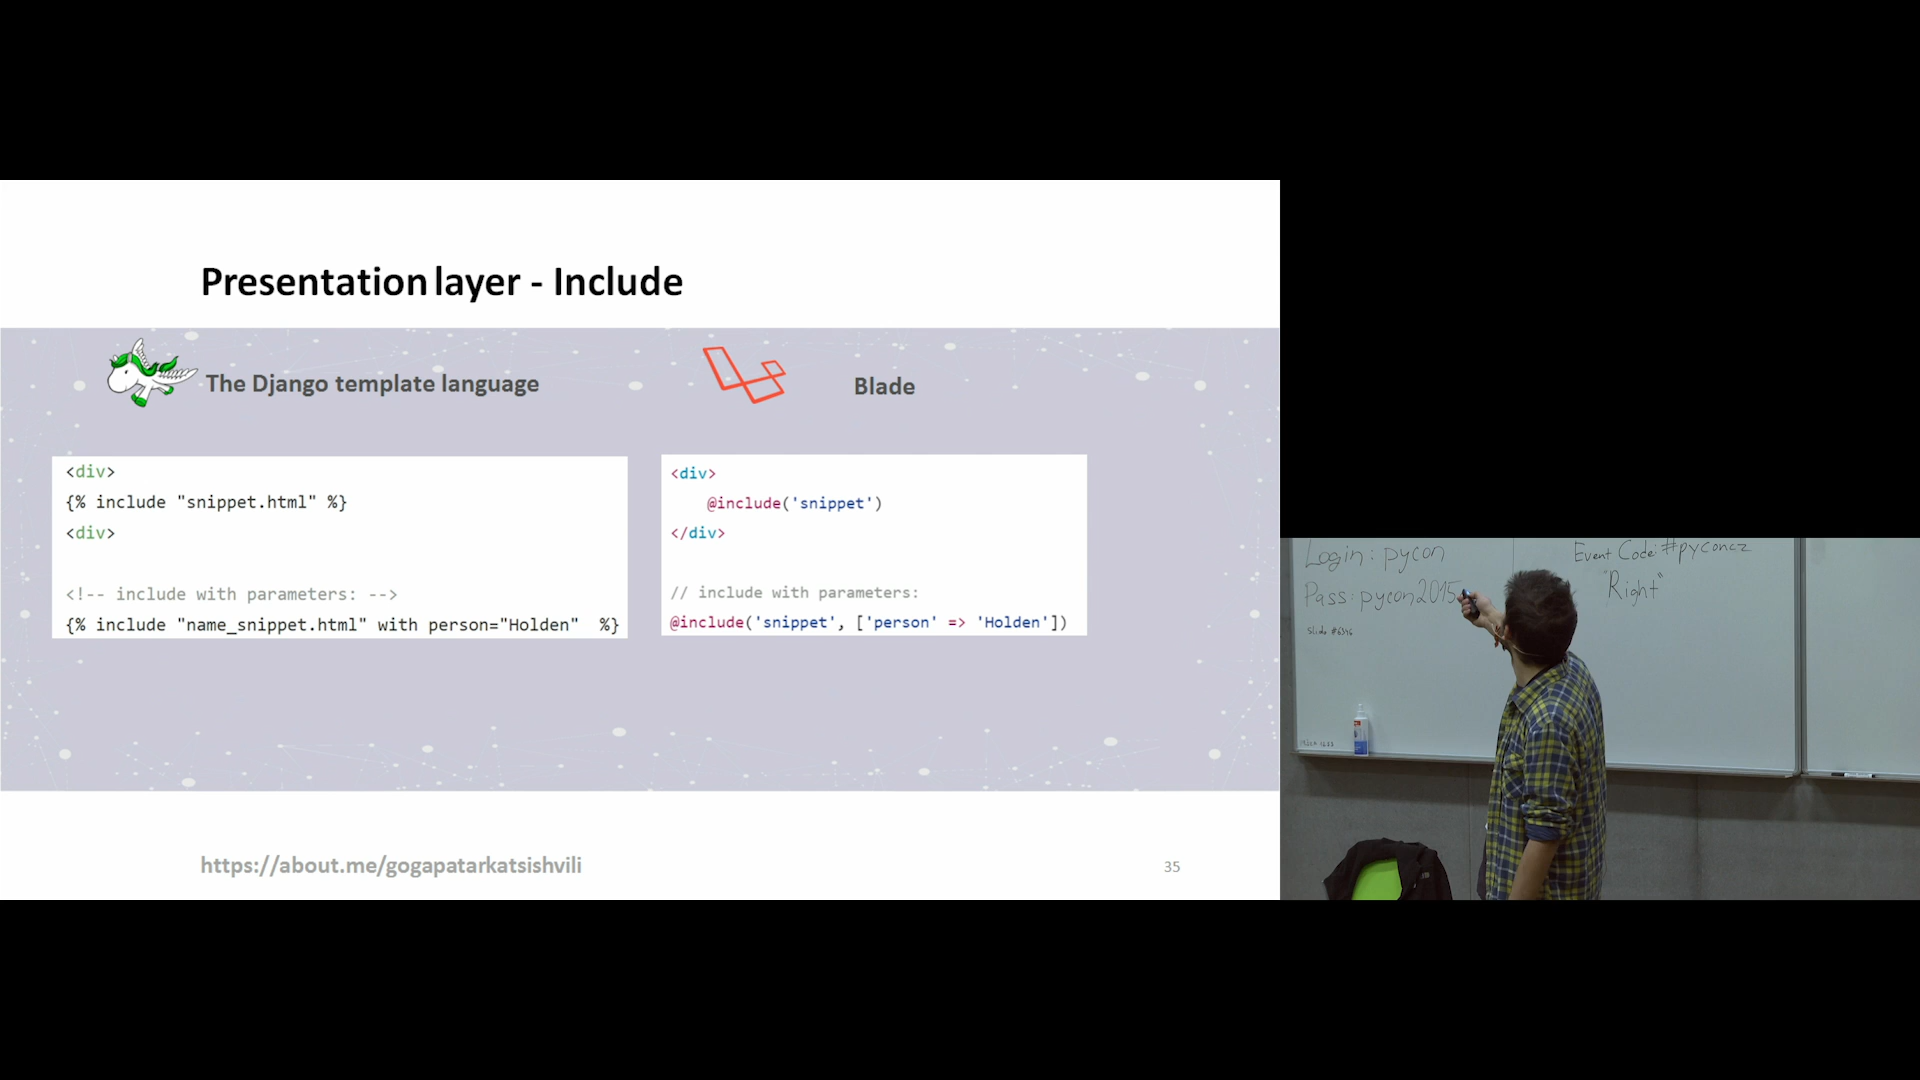 Presentation layer - Include
The Django template language
<div>
{% include "snippet.html" %}
<div>
<!-- include with parameters: -->
{% include "name_snippet.html" with person="Holden"  %}
Blade
<div>
    @include('snippet')
</div>
// include with parameters:
@include('snippet', ['person' => 'Holden'])
https://about.me/gogapatarkatsishvili
35
Login: pycon
Pass: pycon2015
Event Code: #pyconcz
"Right"